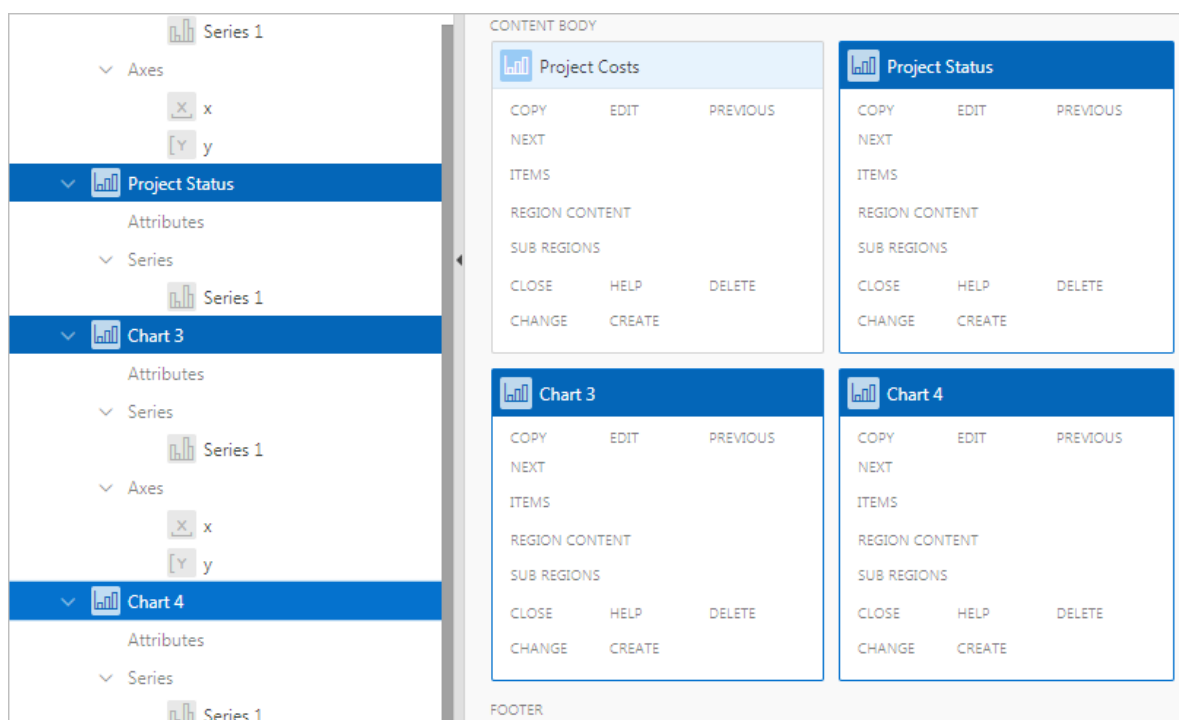 Series 1
Axes
X x
[Y y
Project Status
Attributes
Series
Series 1
Chart 3
Attributes
Series
Series 1
Axes
X x
[Y y
Chart 4
Attributes
Series
Series 1
CONTENT BODY
Project Costs
COPY EDIT PREVIOUS
NEXT
ITEMS
REGION CONTENT
SUB REGIONS
CLOSE HELP DELETE
CHANGE CREATE
Project Status
COPY EDIT PREVIOUS
NEXT
ITEMS
REGION CONTENT
SUB REGIONS
CLOSE HELP DELETE
CHANGE CREATE
Chart 3
COPY EDIT PREVIOUS
NEXT
ITEMS
REGION CONTENT
SUB REGIONS
CLOSE HELP DELETE
CHANGE CREATE
Chart 4
COPY EDIT PREVIOUS
NEXT
ITEMS
REGION CONTENT
SUB REGIONS
CLOSE HELP DELETE
CHANGE CREATE
FOOTER